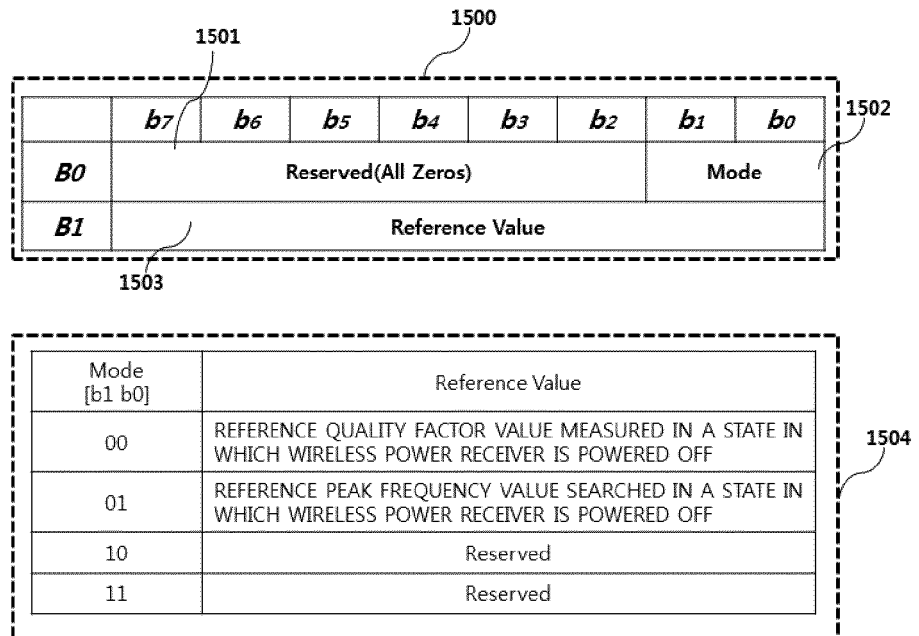 1500
1501
b7 b6 b5 b4 b3 b2 b1 b0
1502
B0 Reserved(All Zeros) Mode
B1 Reference Value
1503
Mode
[b1 b0]
Reference Value
00
REFERENCE QUALITY FACTOR VALUE MEASURED IN A STATE IN
WHICH WIRELESS POWER RECEIVER IS POWERED OFF
1504
01
REFERENCE PEAK FREQUENCY VALUE SEARCHED IN A STATE IN
WHICH WIRELESS POWER RECEIVER IS POWERED OFF
10 Reserved
11 Reserved